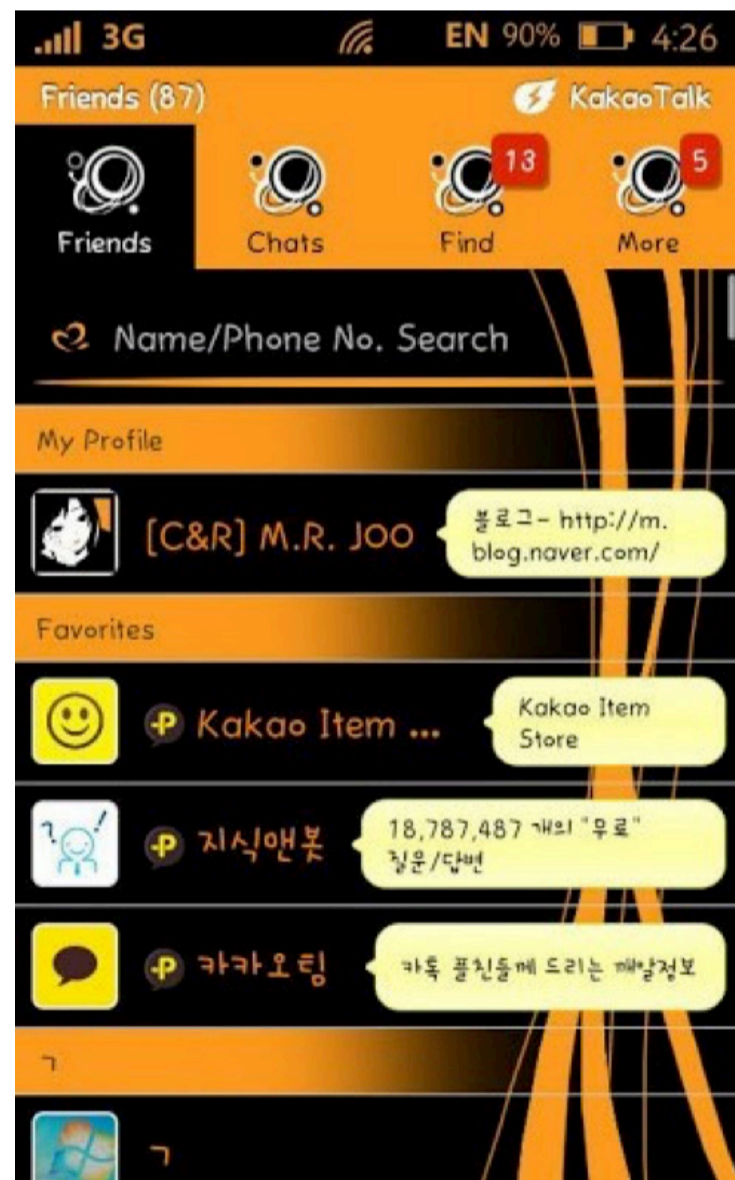 3G EN 90% 4:26
Friends (87) KakaoTalk
13 5
Friends Chats Find More
Name/Phone No. Search
My Profile
[C&R] M.R. JOO
블로그- http://m.
blog.naver.com/
Favorites
P Kakao Item ...
Kakao Item
Store
? !
P 지식맨봇
18,787,487 개의 "무료"
질문/답변
P 카카오팀
카톡 플친들께 드리는 깨알정보
ㄱ
ㄱ